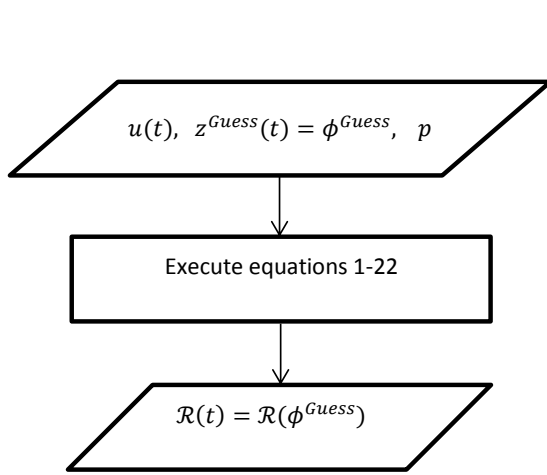 u(t), z^{Guess}(t) = ϕ^{Guess}, p
Execute equations 1-22
ℛ(t) = ℛ(ϕ^{Guess})